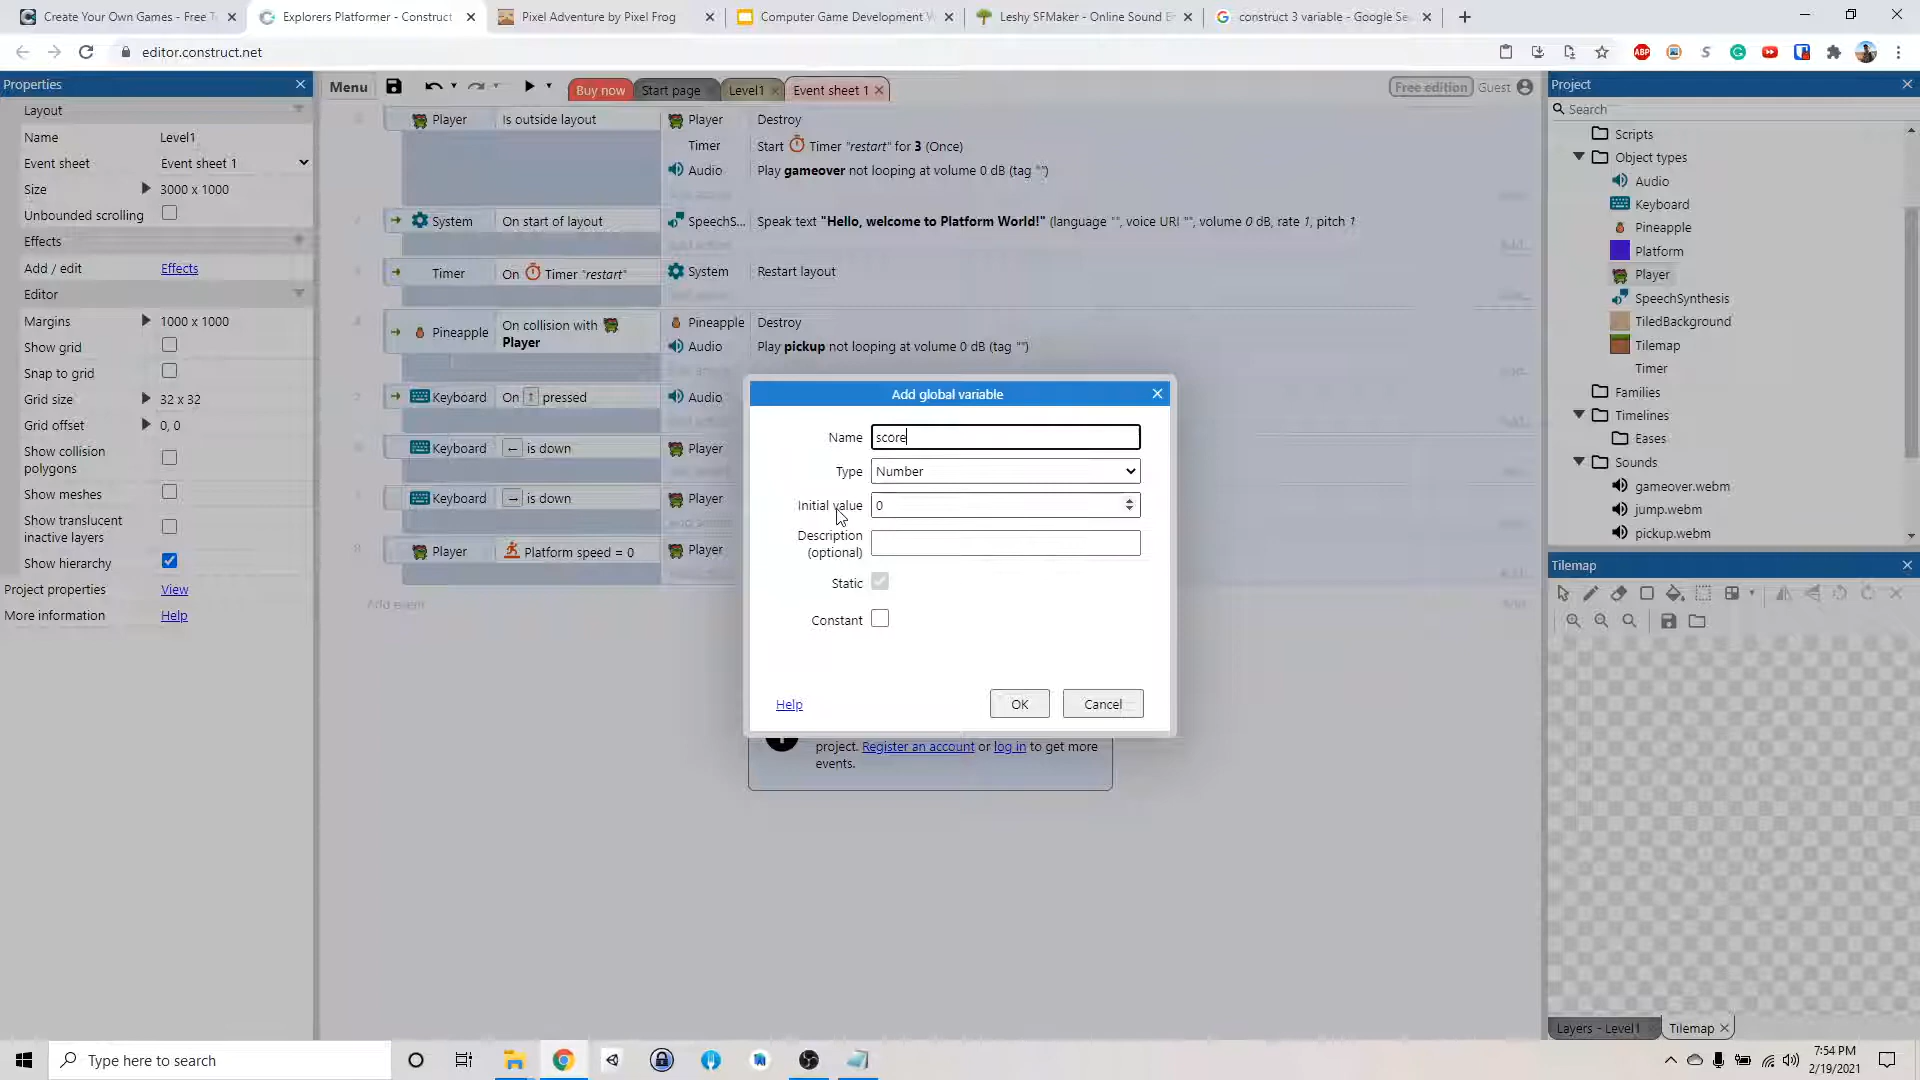 Create Your Own Games - Free T
Explorers Platformer - Construct
Pixel Adventure by Pixel Frog
Computer Game Development V
Leshy SFMaker - Online Sound E
construct 3 variable - Google Se
editor.construct.net
Properties
Menu
Buy now
Start page
Level1
Event sheet 1
Free edition
Guest
Project
Layout
Search
Name
Level1
Event sheet
Event sheet 1
Size
3000 x 1000
Unbounded scrolling
Effects
Add / edit
Effects
Editor
Margins
1000 x 1000
Show grid
Snap to grid
Grid size
32 x 32
Grid offset
0, 0
Show collision
polygons
Show meshes
Show translucent
inactive layers
Show hierarchy
Project properties
View
More information
Help
Player
Is outside layout
Player
Destroy
Timer
Start Timer "restart" for 3 (Once)
Audio
Play gameover not looping at volume 0 dB (tag "")
System
On start of layout
SpeechS...
Speak text "Hello, welcome to Platform World!" (language "", voice URI "", volume 0 dB, rate 1, pitch 1
Timer
On Timer "restart"
System
Restart layout
Pineapple
On collision with
Player
Pineapple
Destroy
Audio
Play pickup not looping at volume 0 dB (tag "")
Keyboard
On ↑ pressed
Audio
Keyboard
← is down
Player
Keyboard
→ is down
Player
Player
Platform speed = 0
Player
Add event
Add global variable
Name
score
Type
Number
Initial value
0
Description
(optional)
Static
Constant
Help
OK
Cancel
project. Register an account or log in to get more
events.
Scripts
Object types
Audio
Keyboard
Pineapple
Platform
Player
SpeechSynthesis
TiledBackground
Tilemap
Timer
Families
Timelines
Eases
Sounds
gameover.webm
jump.webm
pickup.webm
Tilemap
Layers - Level1
Tilemap
Type here to search
7:54 PM
2/19/2021